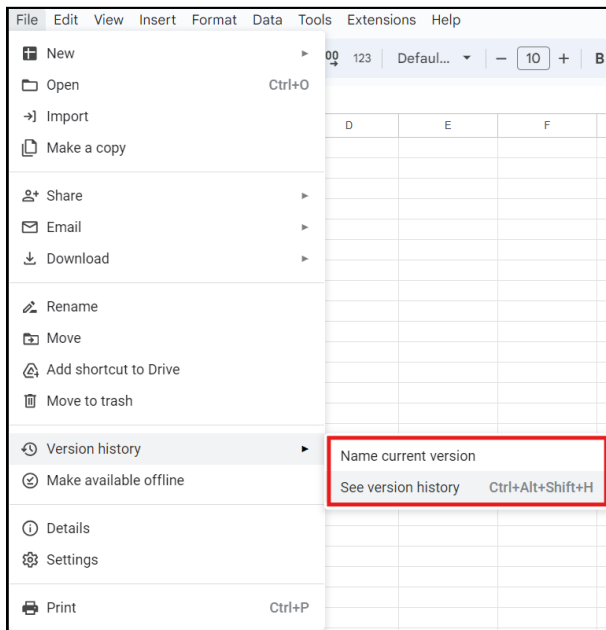 File Edit View Insert Format Data Tools Extensions Help
New
Open Ctrl+O
Import
Make a copy
Share
Email
Download
Rename
Move
Add shortcut to Drive
Move to trash
Version history
Make available offline
Details
Settings
Print Ctrl+P
Name current version
See version history Ctrl+Alt+Shift+H
123 Defaul... − 10 + B
D E F